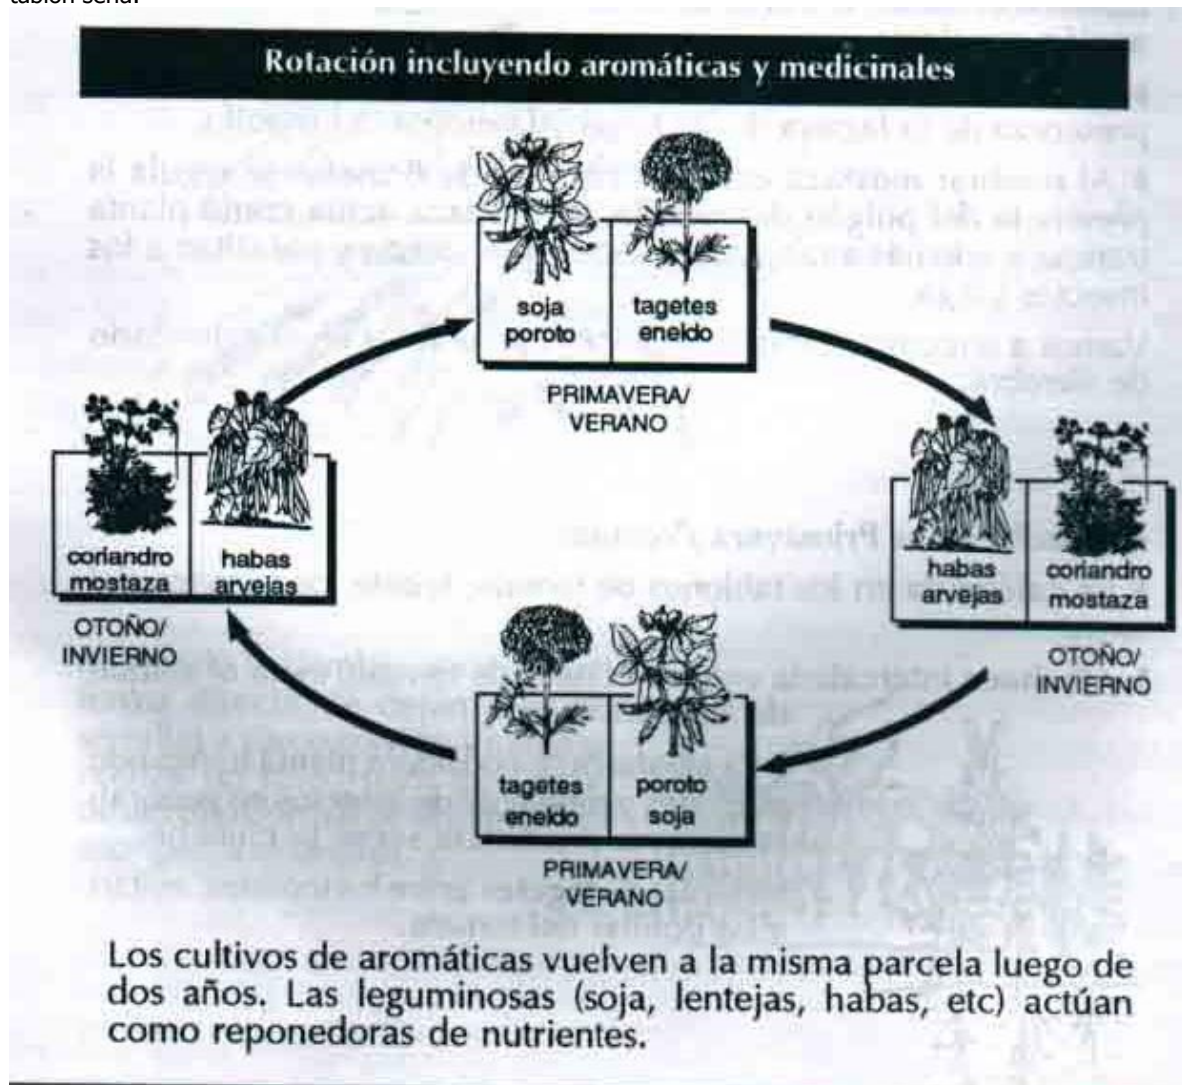 tablón sería:
Rotación incluyendo aromáticas y medicinales
soja
poroto
tagetes
eneldo
PRIMAVERA/
VERANO
coriandro
mostaza
habas
arvejas
OTOÑO/
INVIERNO
habas
arvejas
coriandro
mostaza
OTOÑO/
INVIERNO
tagetes
eneldo
poroto
soja
PRIMAVERA/
VERANO
Los cultivos de aromáticas vuelven a la misma parcela luego de
dos años. Las leguminosas (soja, lentejas, habas, etc) actúan
como reponedoras de nutrientes.